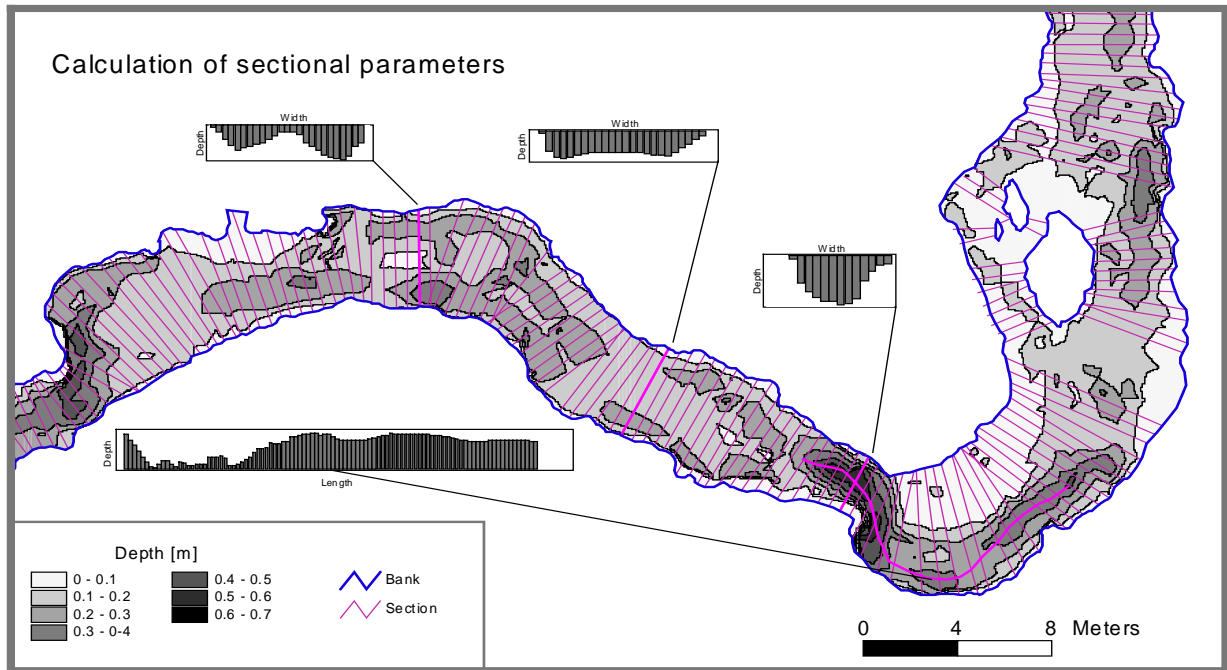 Calculation of sectional parameters
Width
Depth
Width
Depth
Width
Depth
Depth
Length
Depth [m]
0 - 0.1
0.1 - 0.2
0.2 - 0.3
0.3 - 0-4
0.4 - 0.5
0.5 - 0.6
0.6 - 0.7
Bank
Section
0 4 8 Meters